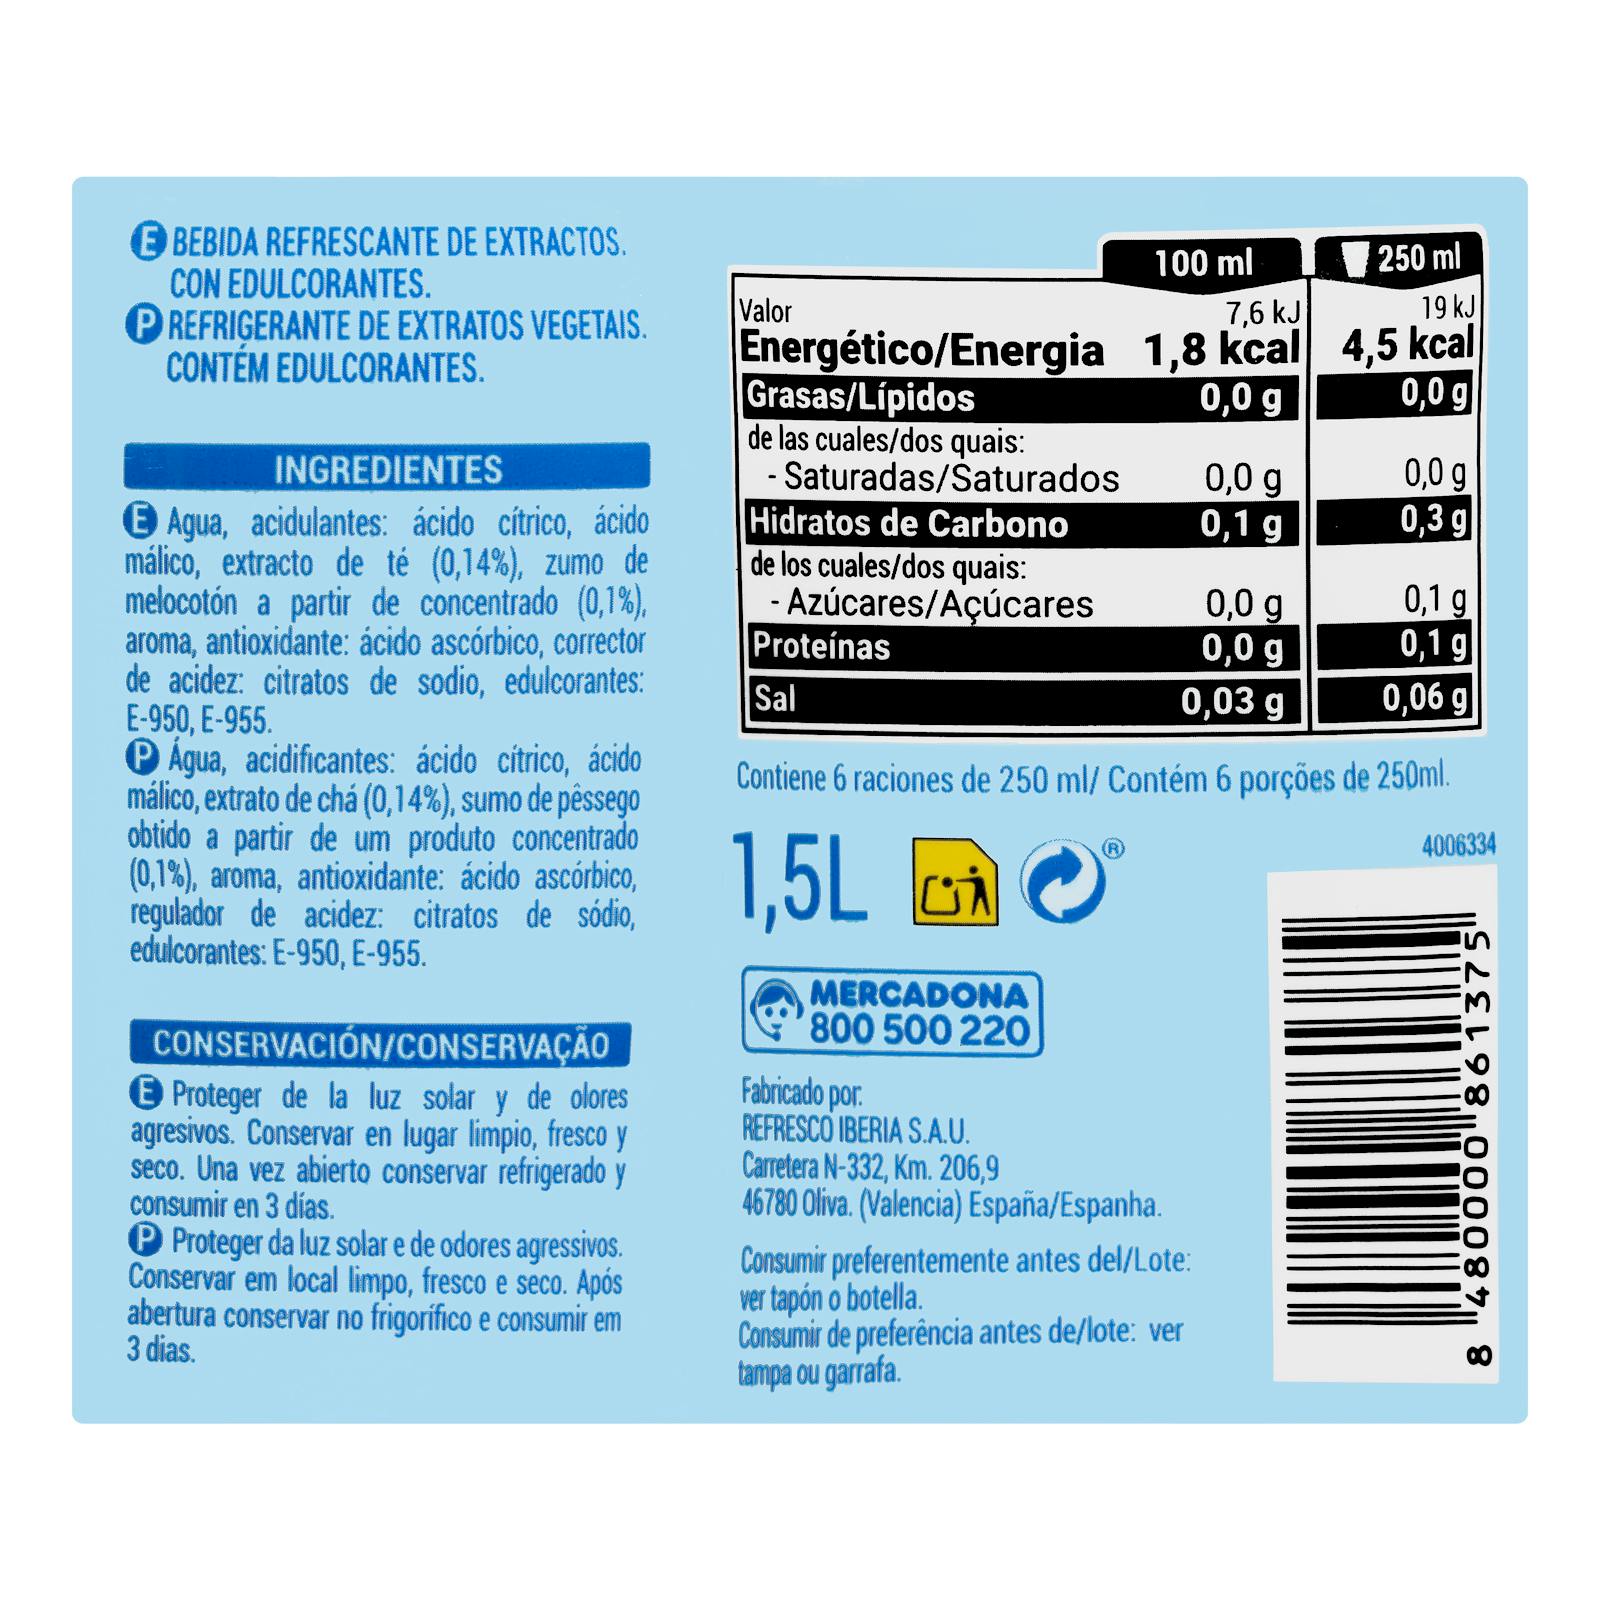 E BEBIDA REFRESCANTE DE EXTRACTOS.
CON EDULCORANTES.
P REFRIGERANTE DE EXTRATOS VEGETAIS.
CONTÉM EDULCORANTES.
INGREDIENTES
E Agua, acidulantes: ácido cítrico, ácido
málico, extracto de té (0,14%), zumo de
melocotón a partir de concentrado (0,1%),
aroma, antioxidante: ácido ascórbico, corrector
de acidez: citratos de sodio, edulcorantes:
E-950, E-955.
P Água, acidificantes: ácido cítrico, ácido
málico, extrato de chá (0,14%), sumo de pêssego
obtido a partir de um produto concentrado
(0,1%), aroma, antioxidante: ácido ascórbico,
regulador de acidez: citratos de sódio,
edulcorantes: E-950, E-955.
CONSERVACIÓN/CONSERVAÇÃO
E Proteger de la luz solar y de olores
agresivos. Conservar en lugar limpio, fresco y
seco. Una vez abierto conservar refrigerado y
consumir en 3 días.
P Proteger da luz solar e de odores agressivos.
Conservar em local limpo, fresco e seco. Após
abertura conservar no frigorífico e consumir em
3 dias.
100 ml 250 ml
Valor 7,6 kJ 19 kJ
Energético/Energia 1,8 kcal 4,5 kcal
Grasas/Lípidos 0,0 g 0,0 g
de las cuales/dos quais:
- Saturadas/Saturados 0,0 g 0,0 g
Hidratos de Carbono 0,1 g 0,3 g
de los cuales/dos quais:
- Azúcares/Açúcares 0,0 g 0,1 g
Proteínas 0,0 g 0,1 g
Sal 0,03 g 0,06 g
Contiene 6 raciones de 250 ml/ Contém 6 porções de 250ml.
1,5L
®
4006334
MERCADONA
800 500 220
Fabricado por:
REFRESCO IBERIA S.A.U.
Carretera N-332, Km. 206,9
46780 Oliva. (Valencia) España/Espanha.
Consumir preferentemente antes del/Lote:
ver tapón o botella.
Consumir de preferência antes de/lote: ver
tampa ou garrafa.
8 480000 861375